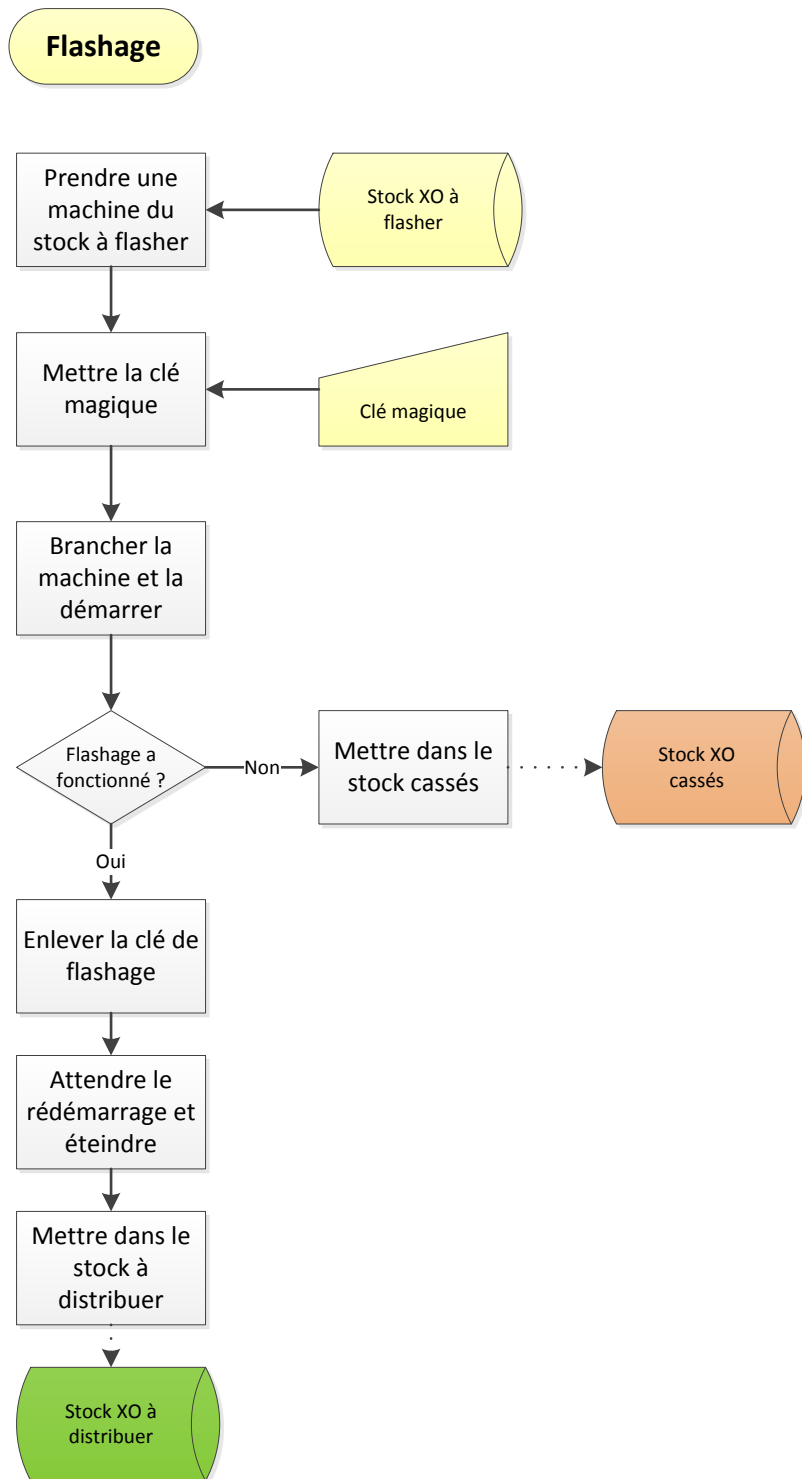 Flashage
Prendre une
machine du
stock à flasher
Stock XO à
flasher
Mettre la clé
magique
Clé magique
Brancher la
machine et la
démarrer
Flashage a
fonctionné ?
Non
Mettre dans le
stock cassés
Stock XO
cassés
Oui
Enlever la clé de
flashage
Attendre le
rédémarrage et
éteindre
Mettre dans le
stock à
distribuer
Stock XO à
distribuer